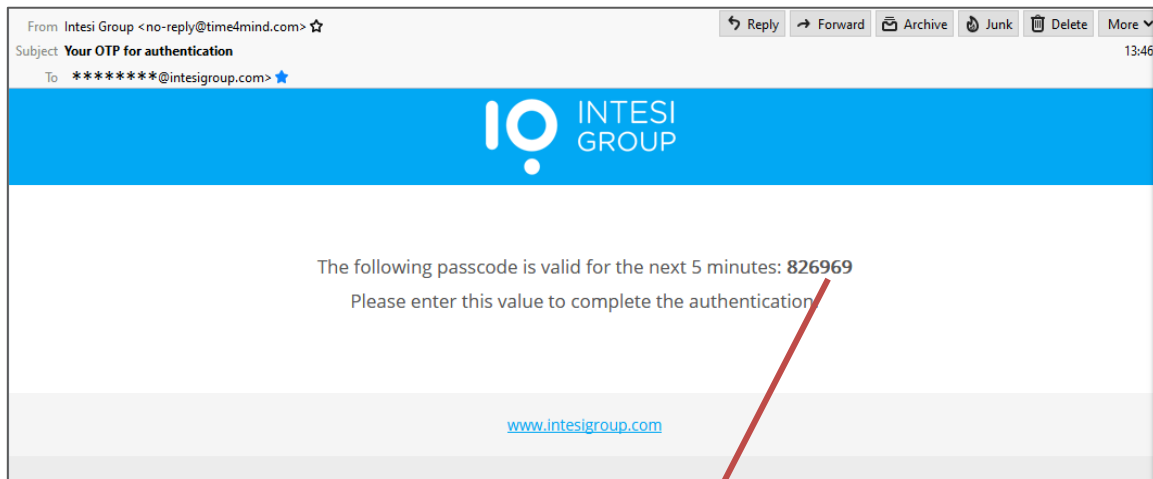 From Intesi Group <no-reply@time4mind.com>
Reply Forward Archive Junk Delete More
Subject Your OTP for authentication
13:46
To ********@intesigroup.com>
INTESI
GROUP
The following passcode is valid for the next 5 minutes: 826969
Please enter this value to complete the authentication.
www.intesigroup.com